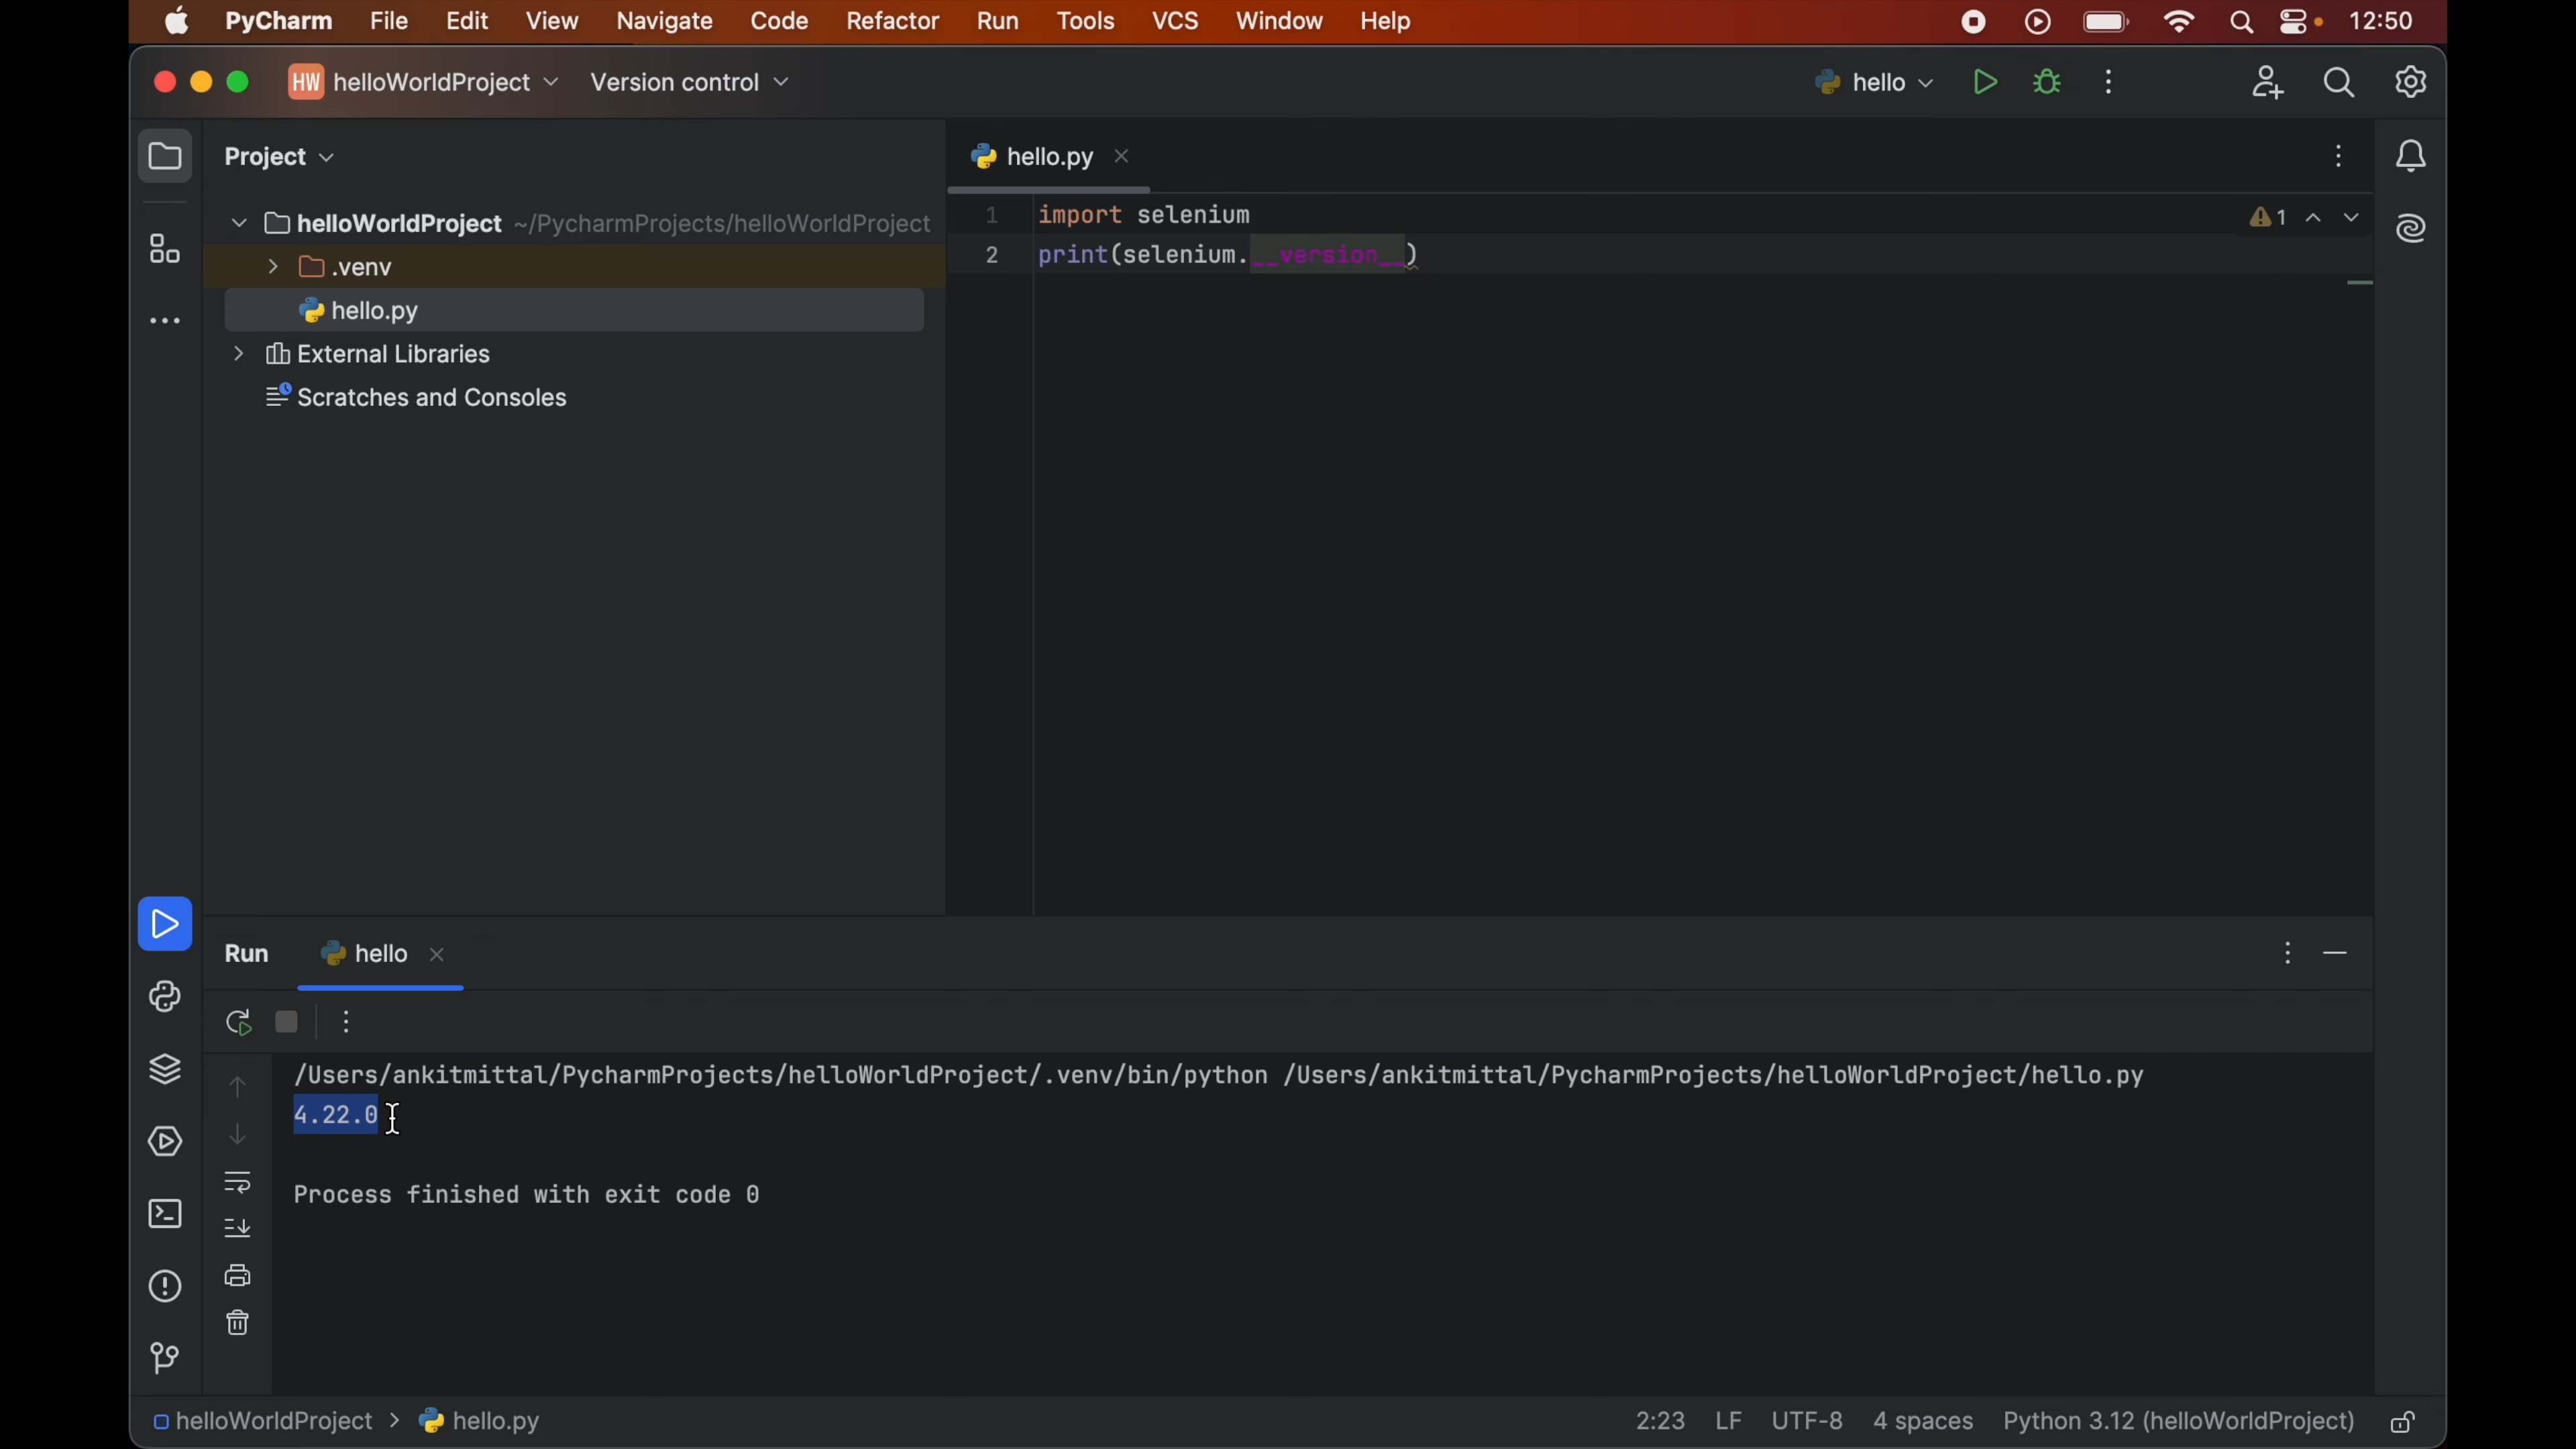 PyCharm File Edit View Navigate Code Refactor Run Tools VCS Window Help 12:50
HW helloWorldProject Version control hello
Project
hello.py
helloWorldProject ~/PycharmProjects/helloWorldProject
.venv
hello.py
External Libraries
Scratches and Consoles
1 import selenium
2 print(selenium.__version__)
1
Run hello
/Users/ankitmittal/PycharmProjects/helloWorldProject/.venv/bin/python /Users/ankitmittal/PycharmProjects/helloWorldProject/hello.py
4.22.0
Process finished with exit code 0
helloWorldProject > hello.py 2:23 LF UTF-8 4 spaces Python 3.12 (helloWorldProject)